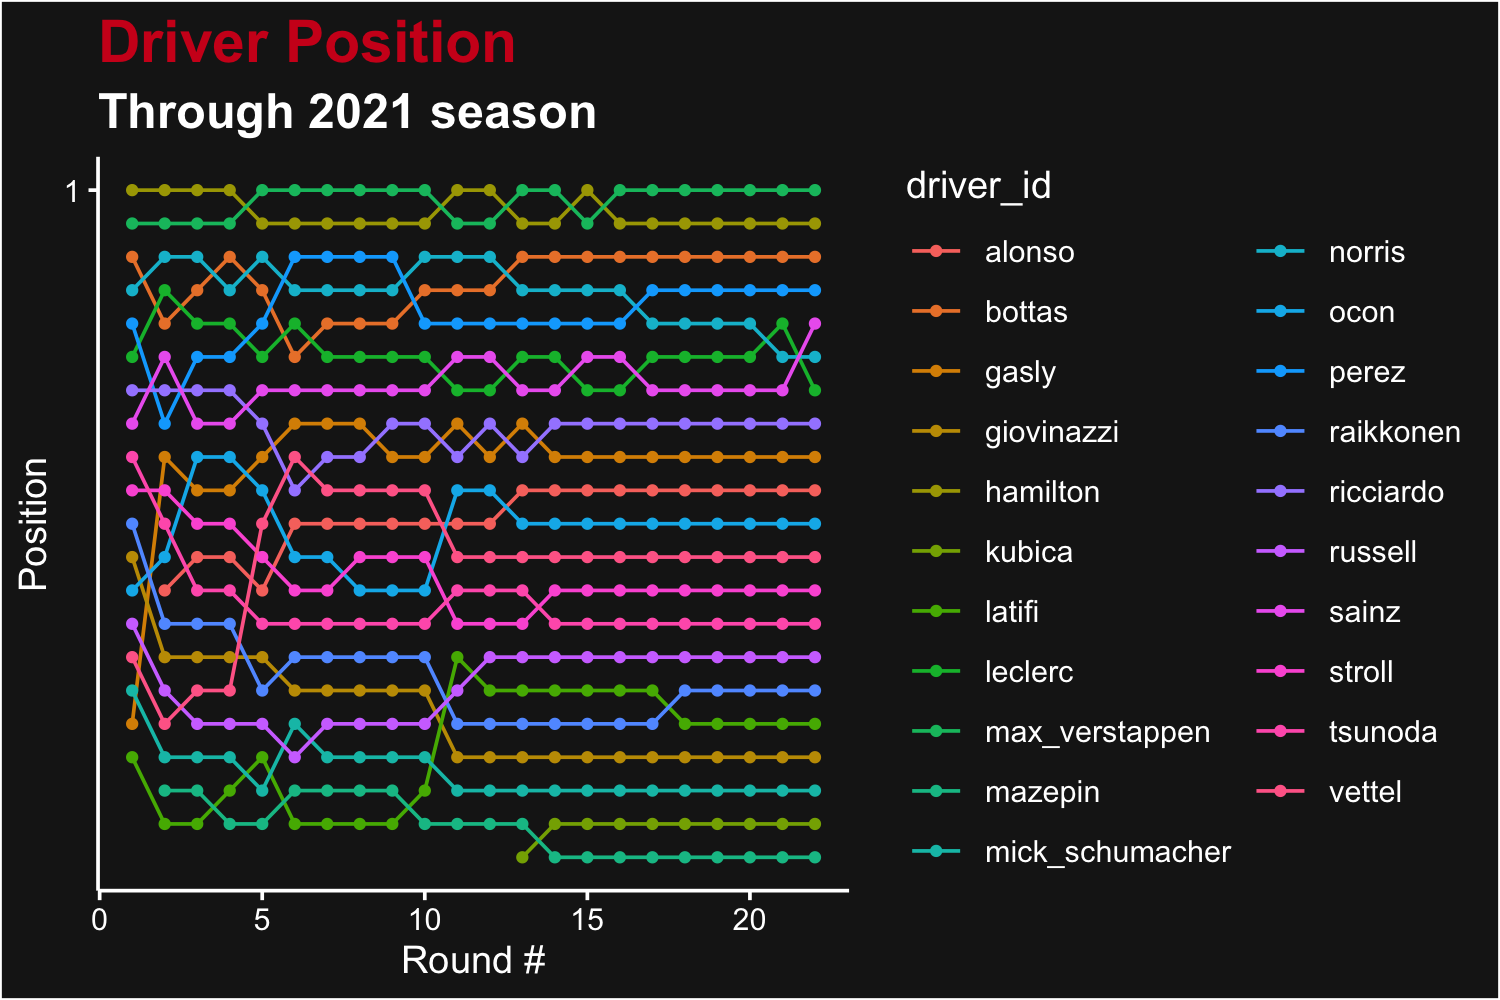 Driver Position
Through 2021 season
1
Position
0 5 10 15 20
Round #
driver_id
alonso
bottas
gasly
giovinazzi
hamilton
kubica
latifi
leclerc
max_verstappen
mazepin
mick_schumacher
norris
ocon
perez
raikkonen
ricciardo
russell
sainz
stroll
tsunoda
vettel